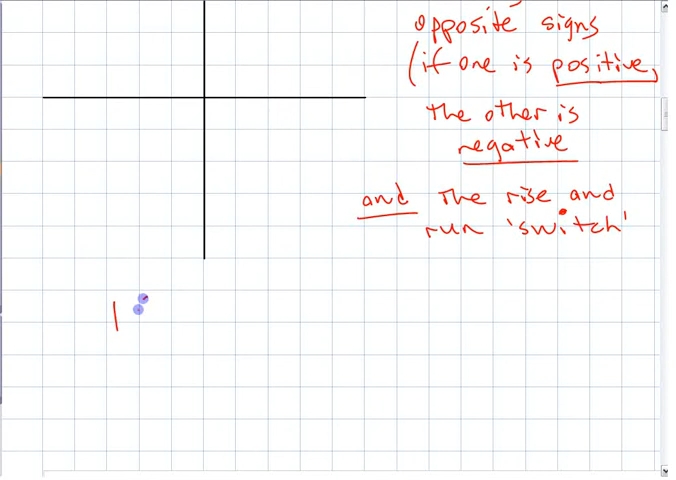 opposite signs
(if one is positive,
the other is
negative
and the rise and
run 'switch'